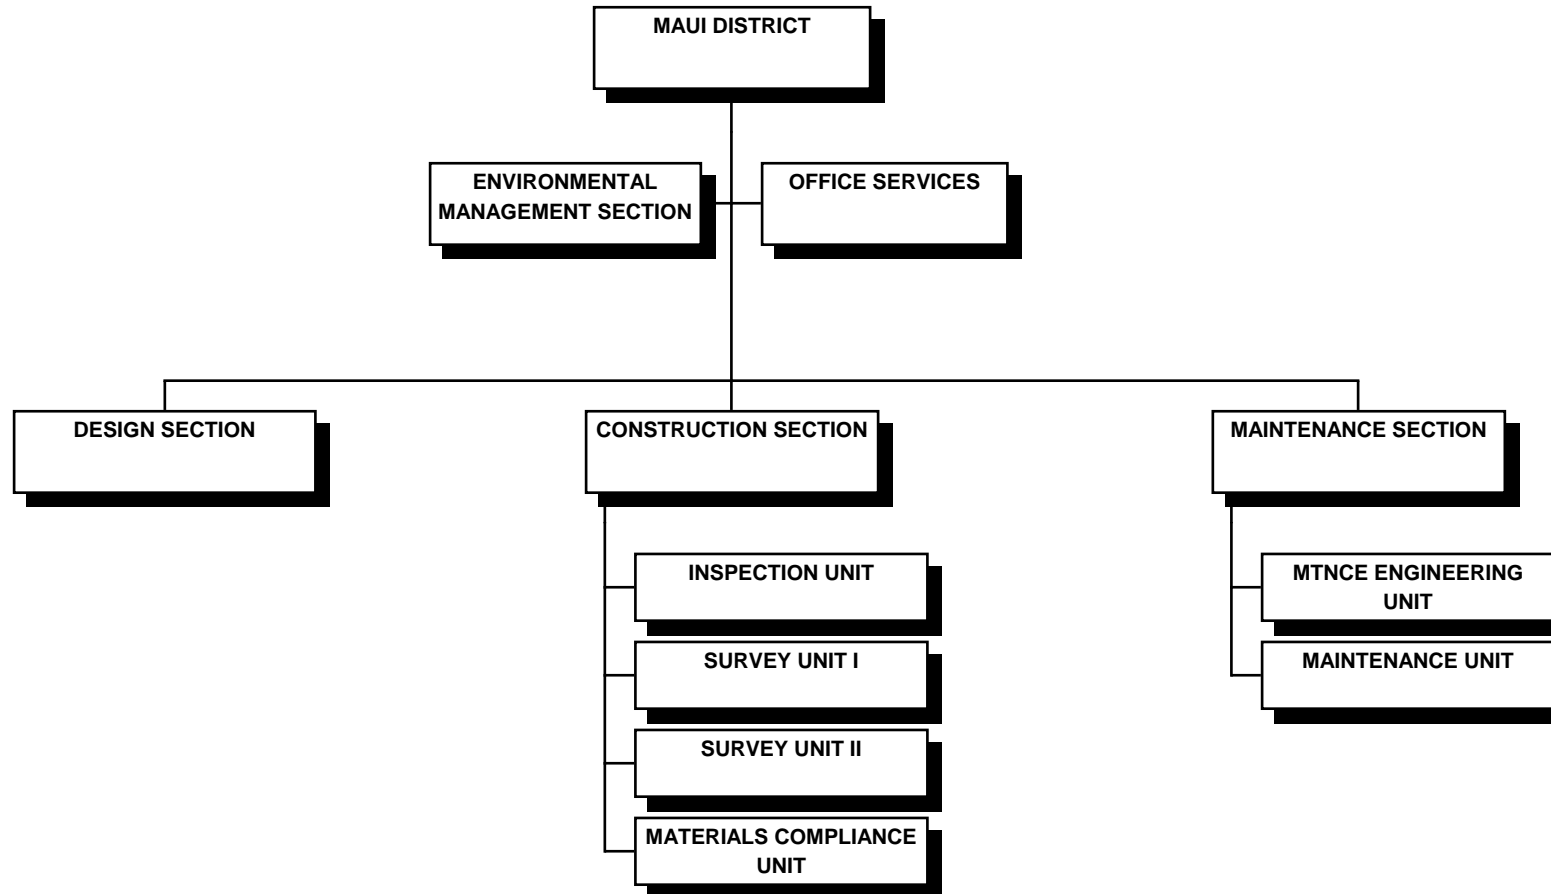 MAUI DISTRICT
ENVIRONMENTAL
MANAGEMENT SECTION
OFFICE SERVICES
DESIGN SECTION
CONSTRUCTION SECTION
MAINTENANCE SECTION
INSPECTION UNIT
SURVEY UNIT I
SURVEY UNIT II
MATERIALS COMPLIANCE
UNIT
MTNCE ENGINEERING
UNIT
MAINTENANCE UNIT